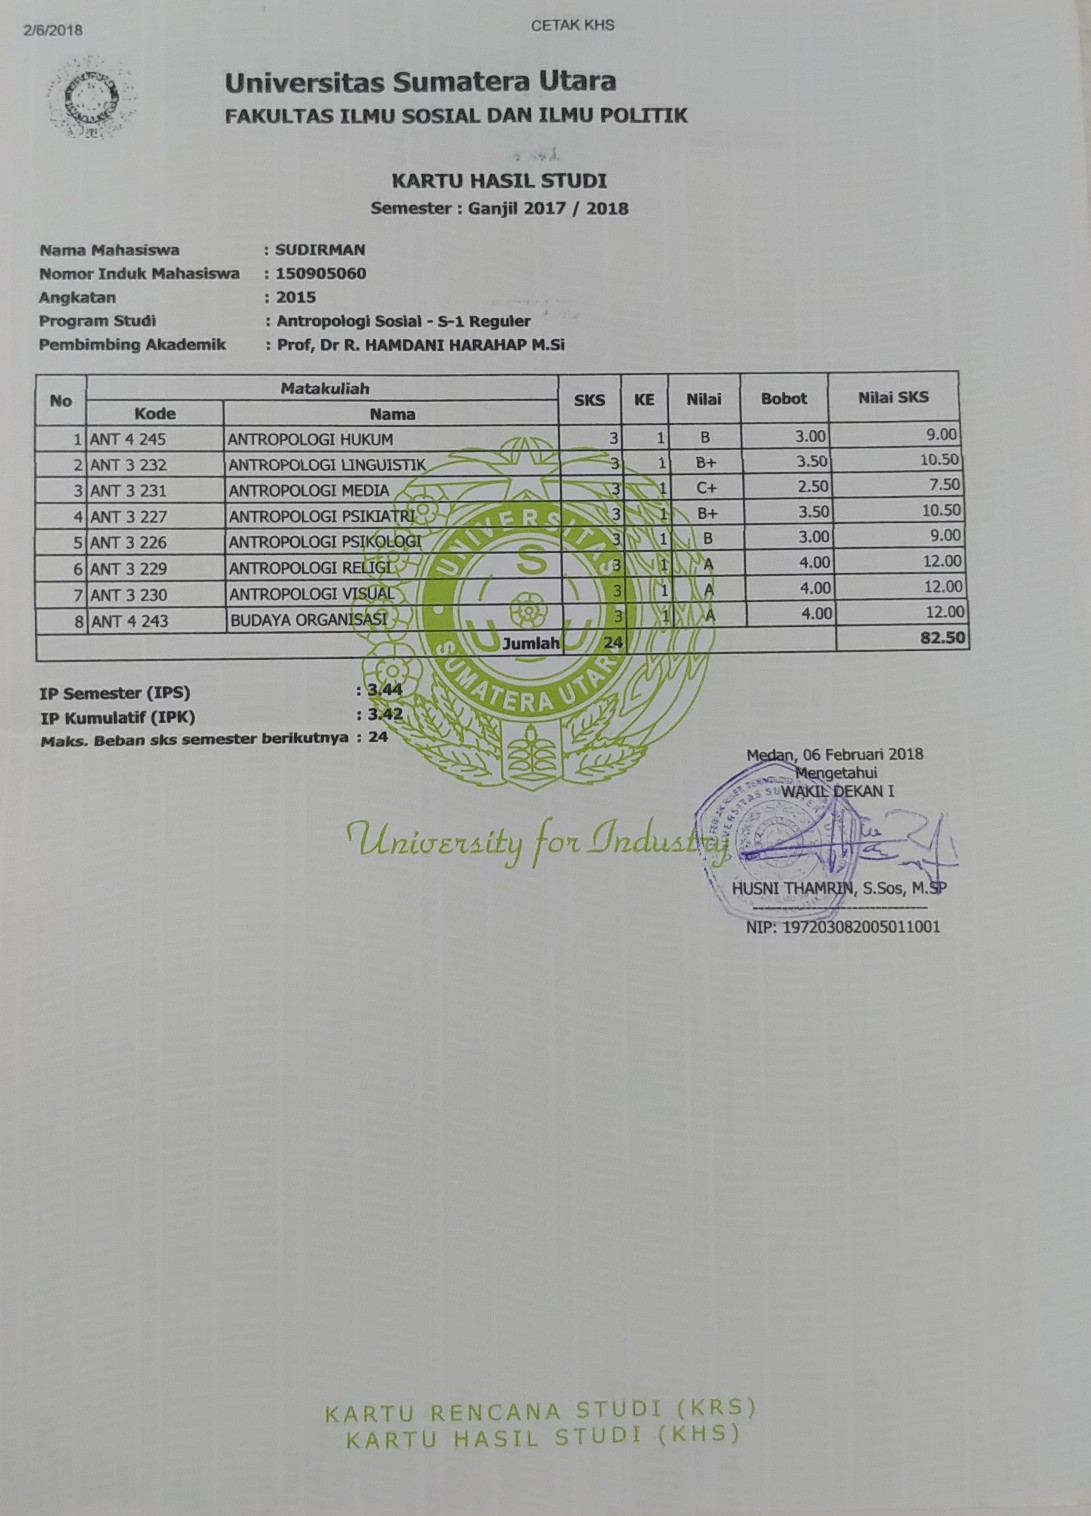 2/6/2018
CETAK KHS
Universitas Sumatera Utara
FAKULTAS ILMU SOSIAL DAN ILMU POLITIK
KARTU HASIL STUDI
Semester : Ganjil 2017 / 2018
Nama Mahasiswa : SUDIRMAN
Nomor Induk Mahasiswa : 150905060
Angkatan : 2015
Program Studi : Antropologi Sosial - S-1 Reguler
Pembimbing Akademik : Prof, Dr R. HAMDANI HARAHAP M.Si
No Matakuliah SKS KE Nilai Bobot Nilai SKS
Kode Nama
1 ANT 4 245 ANTROPOLOGI HUKUM 3 1 B 3.00 9.00
2 ANT 3 232 ANTROPOLOGI LINGUISTIK 3 1 B+ 3.50 10.50
3 ANT 3 231 ANTROPOLOGI MEDIA 3 1 C+ 2.50 7.50
4 ANT 3 227 ANTROPOLOGI PSIKIATRI 3 1 B+ 3.50 10.50
5 ANT 3 226 ANTROPOLOGI PSIKOLOGI 3 1 B 3.00 9.00
6 ANT 3 229 ANTROPOLOGI RELIGI 3 1 A 4.00 12.00
7 ANT 3 230 ANTROPOLOGI VISUAL 3 1 A 4.00 12.00
8 ANT 4 243 BUDAYA ORGANISASI 3 1 A 4.00 12.00
Jumlah 24 82.50
UNIVERSITAS
SUMATERA UTARA
U S U
IP Semester (IPS) : 3.44
IP Kumulatif (IPK) : 3.42
Maks. Beban sks semester berikutnya : 24
Medan, 06 Februari 2018
Mengetahui
WAKIL DEKAN I
University for Industry
HUSNI THAMRIN, S.Sos, M.SP
NIP: 197203082005011001
KARTU RENCANA STUDI (KRS)
KARTU HASIL STUDI (KHS)